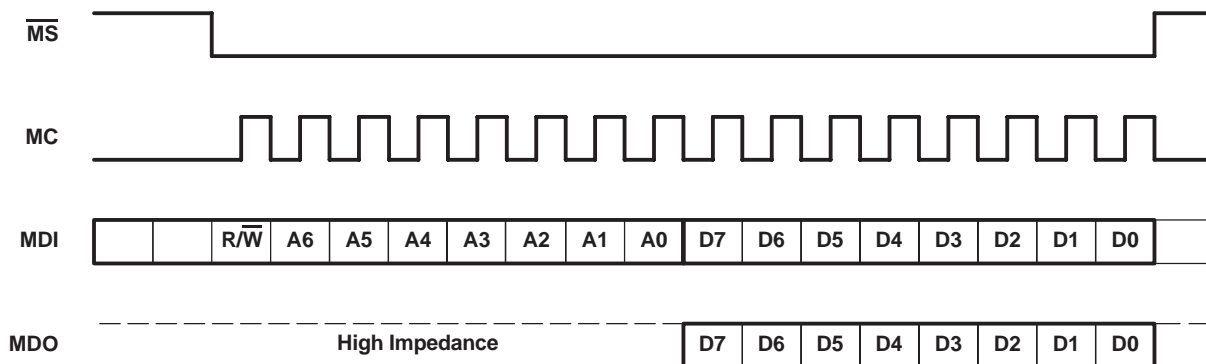 MS
MC
MDI R/W A6 A5 A4 A3 A2 A1 A0 D7 D6 D5 D4 D3 D2 D1 D0
MDO High Impedance D7 D6 D5 D4 D3 D2 D1 D0